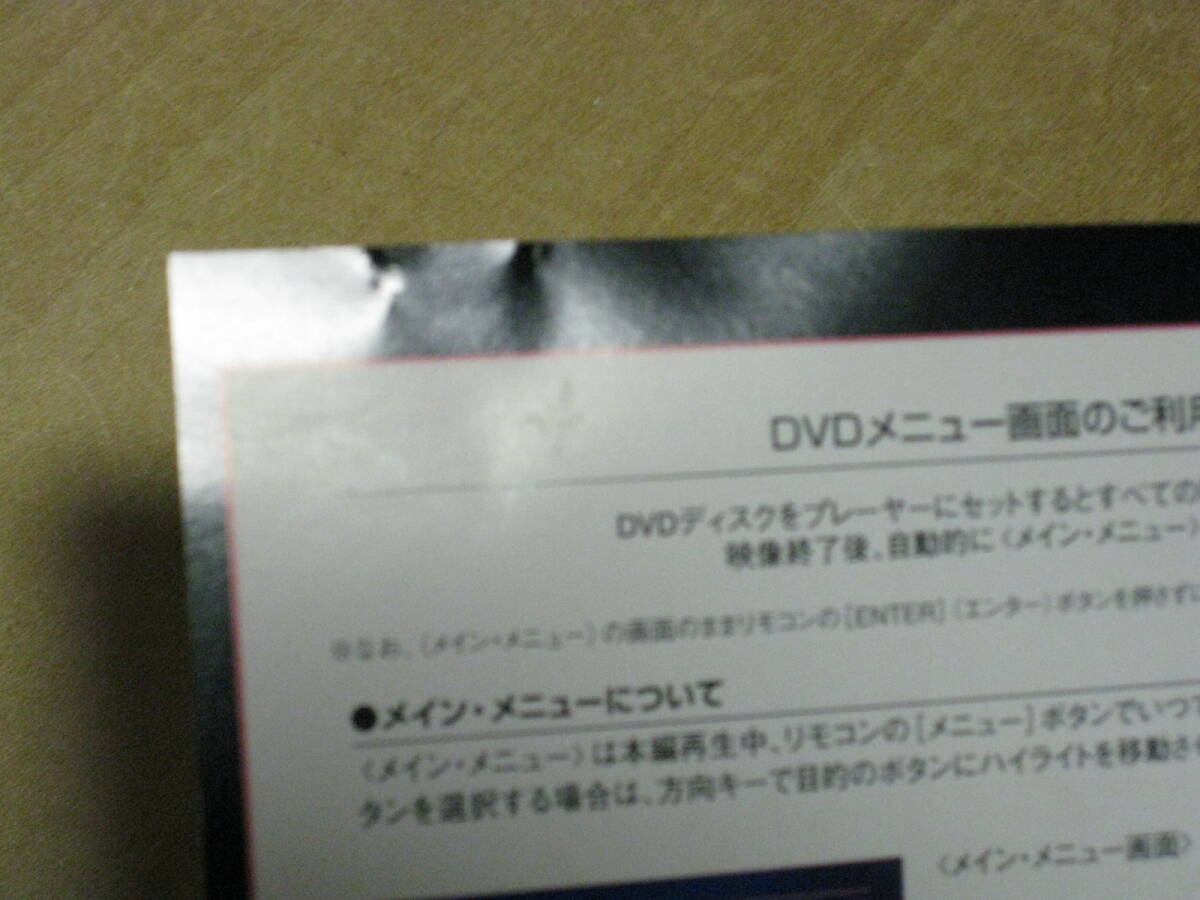 DVDメニュー画面のご利用
DVDディスクをプレーヤーにセットするとすべての
映像終了後、自動的に〈メイン・メニュー〉
※なお、〈メイン・メニュー〉の画面のままリモコンの[ENTER]〈エンター〉ボタンを押さずに
●メイン・メニューについて
〈メイン・メニュー〉は本編再生中、リモコンの[メニュー]ボタンでいつで
タンを選択する場合は、方向キーで目的のボタンにハイライトを移動さ
〈メイン・メニュー画面〉